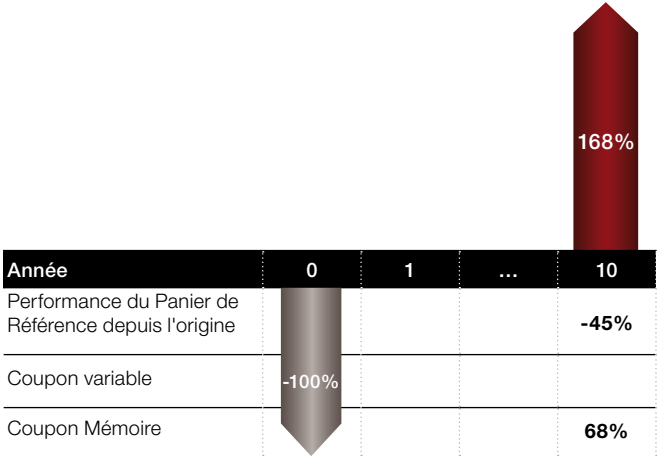 168%
Année 0 1 ... 10
Performance du Panier de
Référence depuis l'origine
-45%
Coupon variable
-100%
Coupon Mémoire 68%